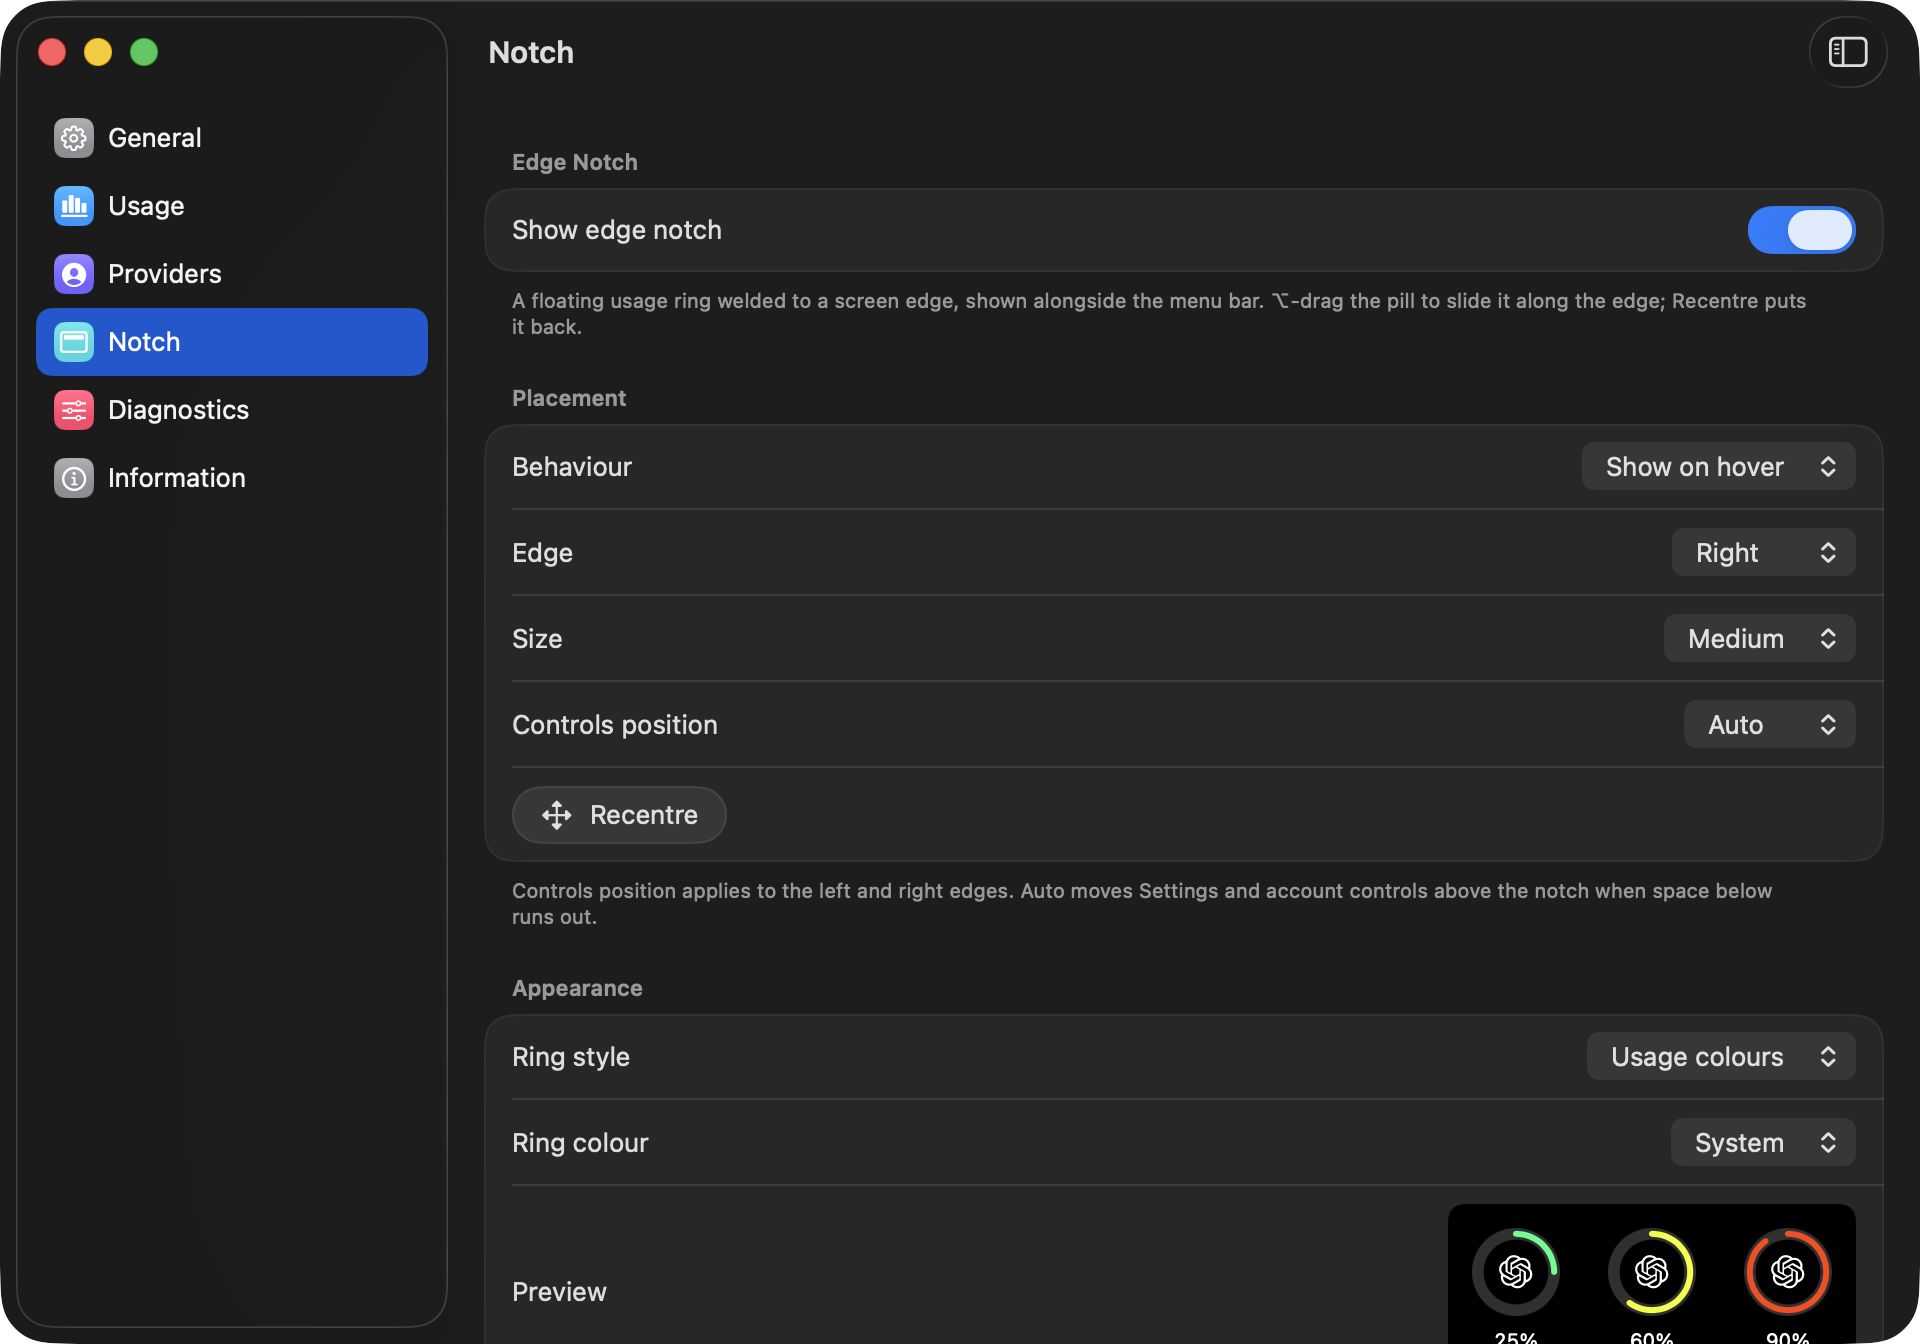 Notch
General
Usage
Providers
Notch
Diagnostics
Information
Edge Notch
Show edge notch
A floating usage ring welded to a screen edge, shown alongside the menu bar. ⌥-drag the pill to slide it along the edge; Recentre puts
it back.
Placement
Behaviour
Show on hover
Edge
Right
Size
Medium
Controls position
Auto
Recentre
Controls position applies to the left and right edges. Auto moves Settings and account controls above the notch when space below
runs out.
Appearance
Ring style
Usage colours
Ring colour
System
Preview
25% 60% 90%